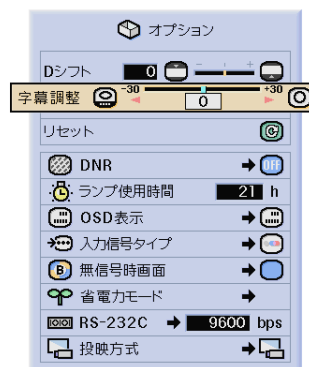 オプション
Dシフト 0 - +
字幕調整 -30 0 +30
リセット
DNR OFF
ランプ使用時間 21 h
OSD表示
入力信号タイプ
B 無信号時画面
省電力モード
RS-232C 9600 bps
投映方式